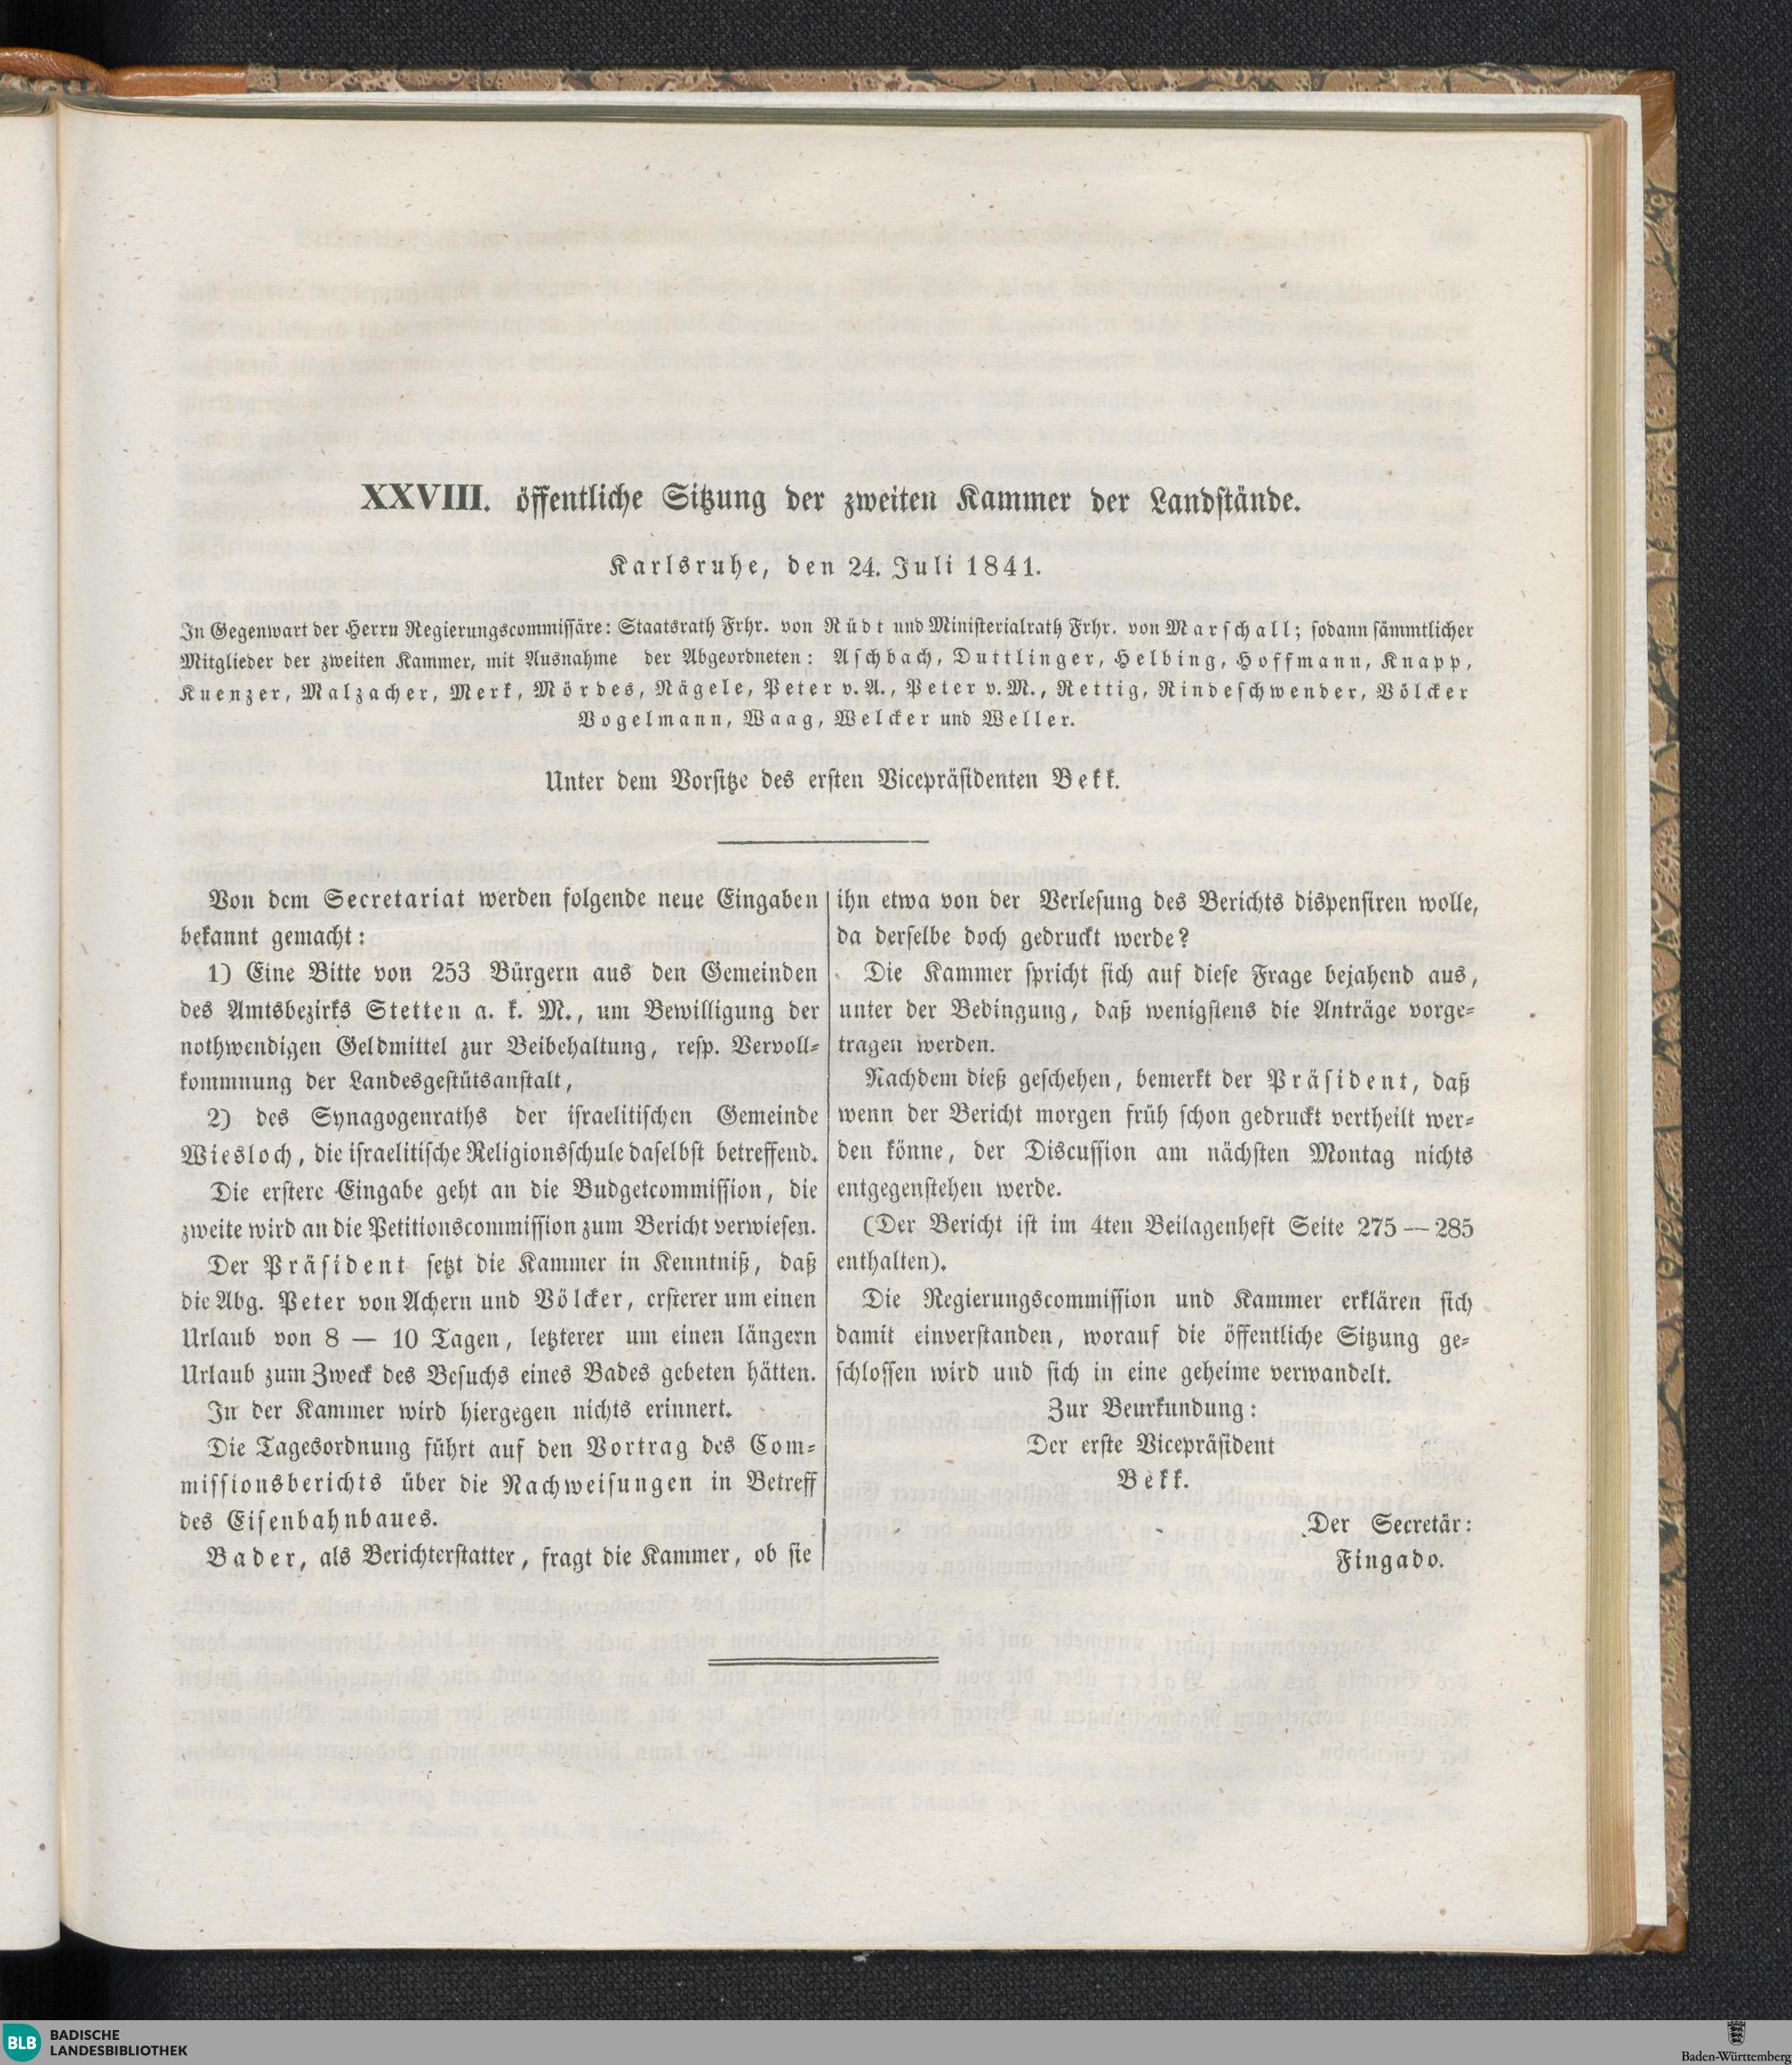 XXVIII. öffentliche Sitzung der zweiten Kammer der Landstände.
Karlsruhe, den 24. Juli 1841.
In Gegenwart der Herrn Regierungscommissäre: Staatsrath Frhr. von Rüdt und Ministerialrath Frhr. von Marschall; sodann sämmtlicher
Mitglieder der zweiten Kammer, mit Ausnahme der Abgeordneten: Aschbach, Duttlinger, Helbing, Hoffmann, Knapp,
Kuenzer, Malzacher, Merk, Mördes, Nägele, Peter v. A., Peter v. M., Rettig, Rindeschwender, Völcker
Vogelmann, Waag, Welcker und Weller.
Unter dem Vorsitze des ersten Vicepräsidenten Bekk.
Von dem Secretariat werden folgende neue Eingaben
bekannt gemacht:
1) Eine Bitte von 253 Bürgern aus den Gemeinden
des Amtsbezirks Stetten a. k. M., um Bewilligung der
nothwendigen Geldmittel zur Beibehaltung, resp. Vervoll-
kommnung der Landesgestütsanstalt,
2) des Synagogenraths der israelitischen Gemeinde
Wiesloch, die israelitische Religionsschule daselbst betreffend.
Die erstere Eingabe geht an die Budgetcommission, die
zweite wird an die Petitionscommission zum Bericht verwiesen.
Der Präsident setzt die Kammer in Kenntniß, daß
die Abg. Peter von Achern und Völcker, ersterer um einen
Urlaub von 8 — 10 Tagen, letzterer um einen längern
Urlaub zum Zweck des Besuchs eines Bades gebeten hätten.
In der Kammer wird hiergegen nichts erinnert.
Die Tagesordnung führt auf den Vortrag des Com-
missionsberichts über die Nachweisungen in Betreff
des Eisenbahnbaues.
Bader, als Berichterstatter, fragt die Kammer, ob sie
ihn etwa von der Verlesung des Berichts dispensiren wolle,
da derselbe doch gedruckt werde?
Die Kammer spricht sich auf diese Frage bejahend aus,
unter der Bedingung, daß wenigstens die Anträge vorge-
tragen werden.
Nachdem dieß geschehen, bemerkt der Präsident, daß
wenn der Bericht morgen früh schon gedruckt vertheilt wer-
den könne, der Discussion am nächsten Montag nichts
entgegenstehen werde.
(Der Bericht ist im 4ten Beilagenheft Seite 275 — 285
enthalten).
Die Regierungscommission und Kammer erklären sich
damit einverstanden, worauf die öffentliche Sitzung ge-
schlossen wird und sich in eine geheime verwandelt.
Zur Beurkundung:
Der erste Vicepräsident
Bekk.
Der Secretär:
Fingado.
BLB BADISCHE
LANDESBIBLIOTHEK
Baden-Württemberg